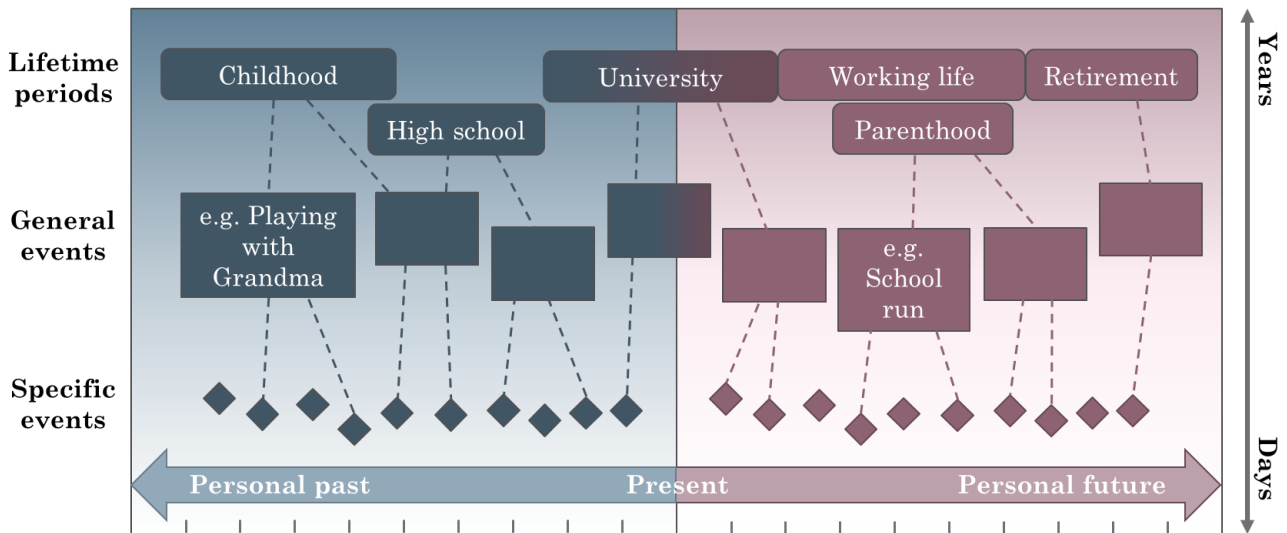 Lifetime
periods
Childhood
University
Working life
Retirement
High school
Parenthood
Years
General
events
e.g. Playing
with
Grandma
e.g.
School
run
Specific
events
Personal past
Present
Personal future
Days